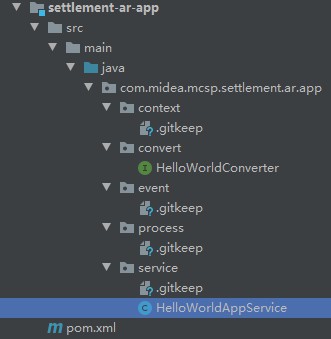 settlement-ar-app
src
main
java
com.midea.mcsp.settlement.ar.app
context
.gitkeep
convert
HelloWorldConverter
event
.gitkeep
process
.gitkeep
service
.gitkeep
HelloWorldAppService
pom.xml